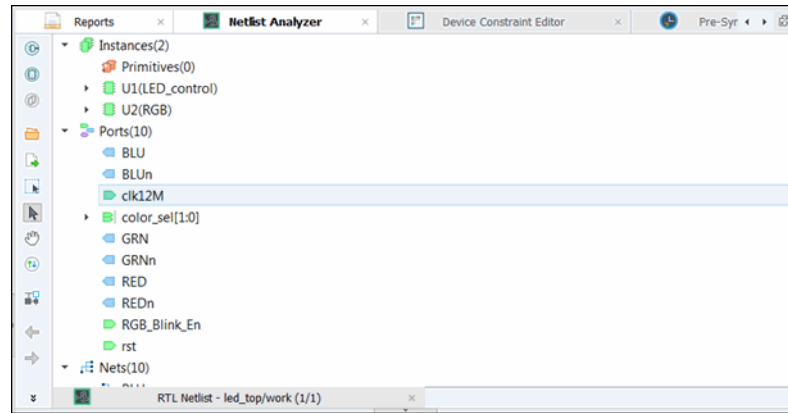 Reports Netlist Analyzer Device Constraint Editor Pre-Syr
Instances(2)
Primitives(0)
U1(LED_control)
U2(RGB)
Ports(10)
BLU
BLUn
clk12M
color_sel[1:0]
GRN
GRNn
RED
REDn
RGB_Blink_En
rst
Nets(10)
RTL Netlist - led_top/work (1/1)